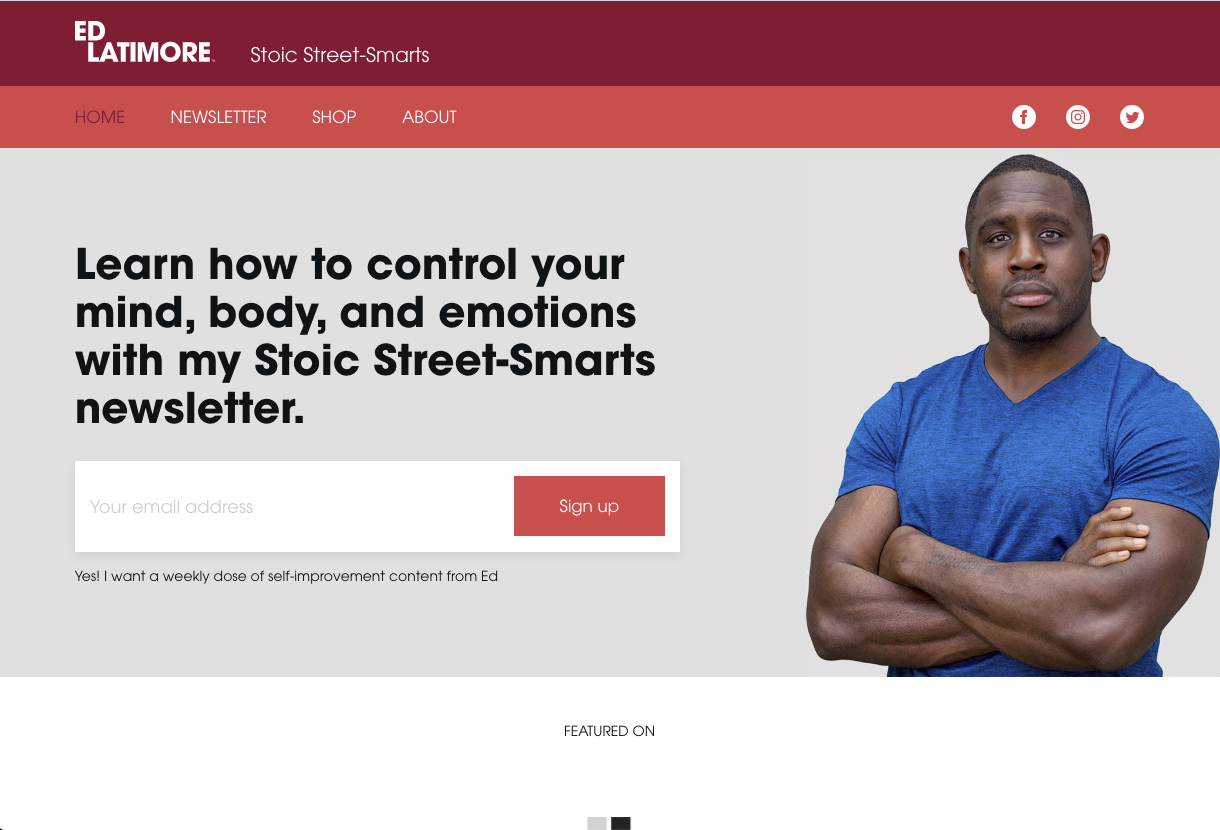 ED
LATIMORE
Stoic Street-Smarts
HOME
NEWSLETTER
SHOP
ABOUT
Learn how to control your
mind, body, and emotions
with my Stoic Street-Smarts
newsletter.
Your email address
Sign up
Yes! I want a weekly dose of self-improvement content from Ed
FEATURED ON